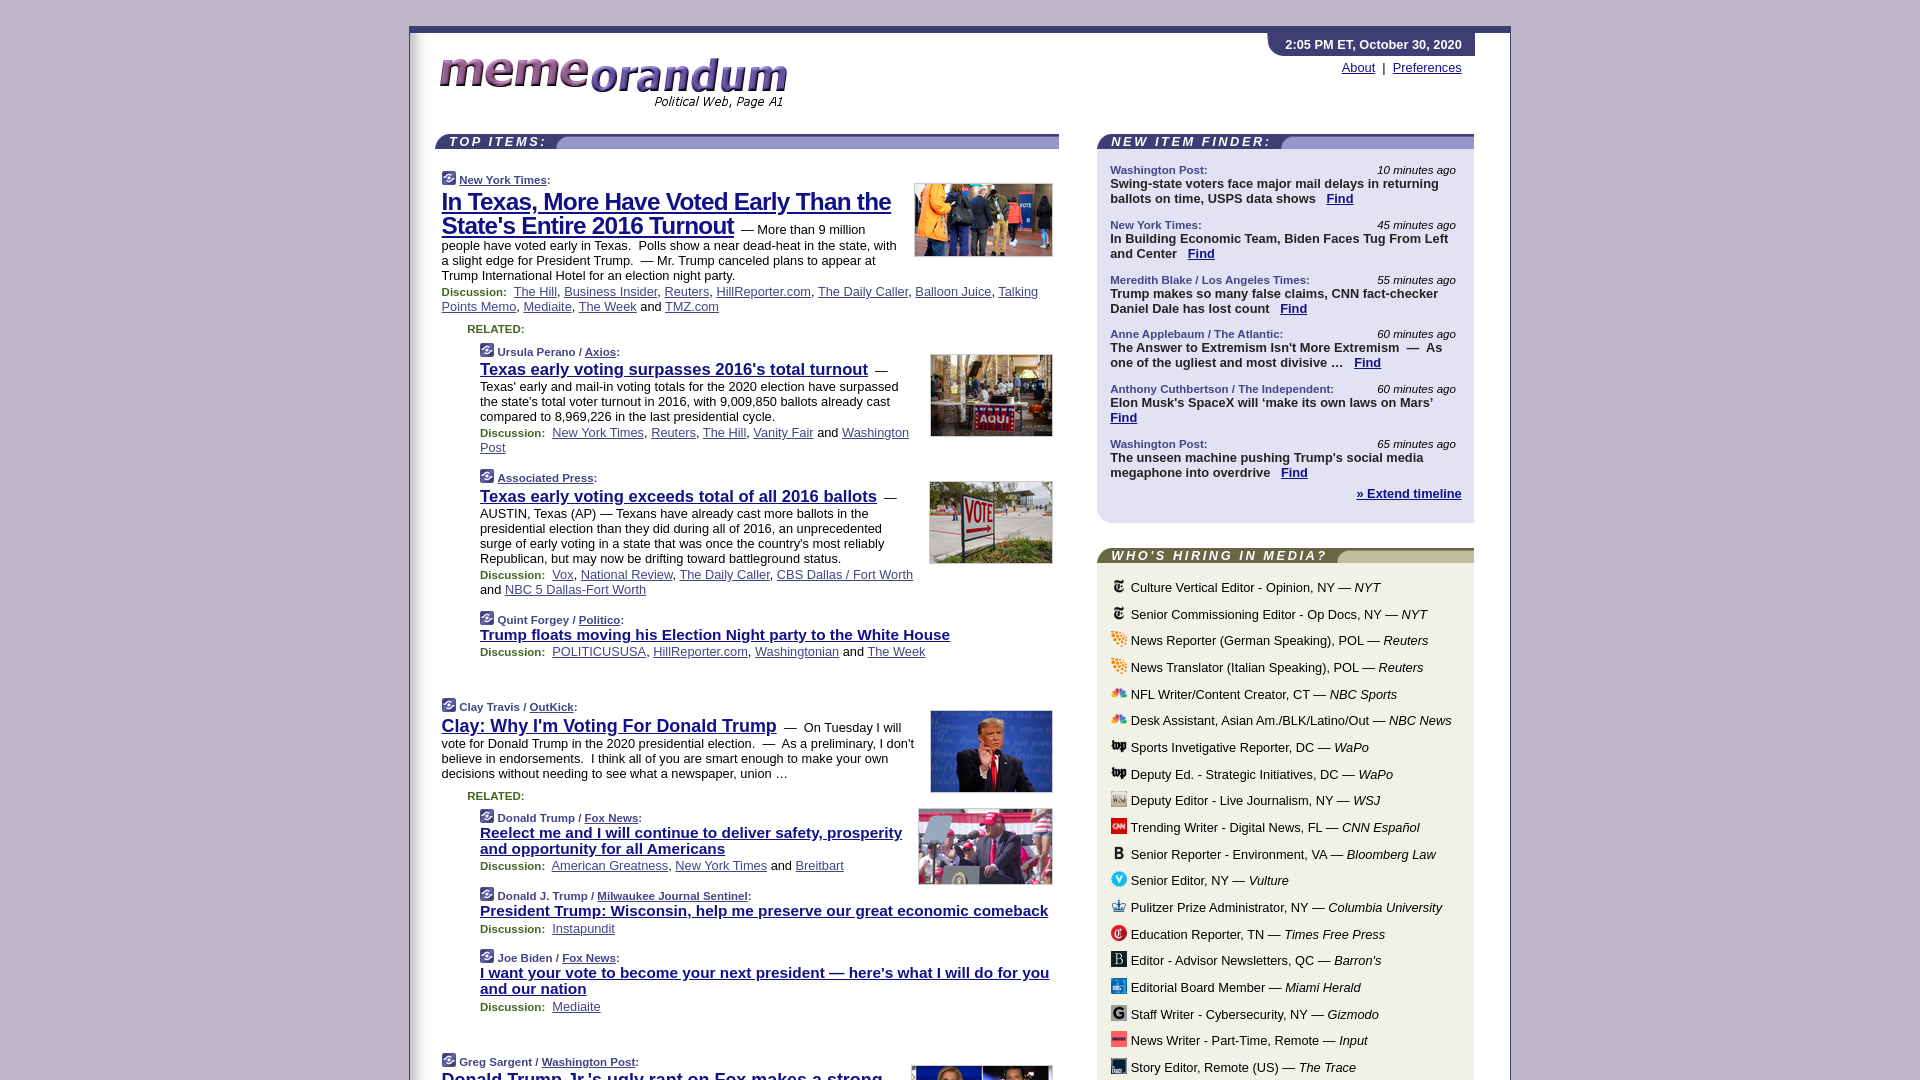 2:05 PM ET, October 30, 2020
memeorandum
Political Web, Page A1
About | Preferences
TOP ITEMS:
New York Times:
In Texas, More Have Voted Early Than the
State's Entire 2016 Turnout — More than 9 million
people have voted early in Texas. Polls show a near dead-heat in the state, with
a slight edge for President Trump. — Mr. Trump canceled plans to appear at
Trump International Hotel for an election night party.
Discussion: The Hill, Business Insider, Reuters, HillReporter.com, The Daily Caller, Balloon Juice, Talking
Points Memo, Mediaite, The Week and TMZ.com
RELATED:
Ursula Perano / Axios:
Texas early voting surpasses 2016's total turnout —
Texas' early and mail-in voting totals for the 2020 election have surpassed
the state's total voter turnout in 2016, with 9,009,850 ballots already cast
compared to 8,969,226 in the last presidential cycle.
Discussion: New York Times, Reuters, The Hill, Vanity Fair and Washington
Post
VOTE
AQUI
HERE
Associated Press:
Texas early voting exceeds total of all 2016 ballots —
AUSTIN, Texas (AP) — Texans have already cast more ballots in the
presidential election than they did during all of 2016, an unprecedented
surge of early voting in a state that was once the country's most reliably
Republican, but may now be drifting toward battleground status.
Discussion: Vox, National Review, The Daily Caller, CBS Dallas / Fort Worth
and NBC 5 Dallas-Fort Worth
VOTE
Quint Forgey / Politico:
Trump floats moving his Election Night party to the White House
Discussion: POLITICUSUSA, HillReporter.com, Washingtonian and The Week
Clay Travis / OutKick:
Clay: Why I'm Voting For Donald Trump — On Tuesday I will
vote for Donald Trump in the 2020 presidential election. — As a preliminary, I don't
believe in endorsements. I think all of you are smart enough to make your own
decisions without needing to see what a newspaper, union …
RELATED:
Donald Trump / Fox News:
Reelect me and I will continue to deliver safety, prosperity
and opportunity for all Americans
Discussion: American Greatness, New York Times and Breitbart
Donald J. Trump / Milwaukee Journal Sentinel:
President Trump: Wisconsin, help me preserve our great economic comeback
Discussion: Instapundit
Joe Biden / Fox News:
I want your vote to become your next president — here's what I will do for you
and our nation
Discussion: Mediaite
Greg Sargent / Washington Post:
Donald Trump Jr.'s ugly rant on Fox makes a strong
NEW ITEM FINDER:
Washington Post: 10 minutes ago
Swing-state voters face major mail delays in returning
ballots on time, USPS data shows Find
New York Times: 45 minutes ago
In Building Economic Team, Biden Faces Tug From Left
and Center Find
Meredith Blake / Los Angeles Times: 55 minutes ago
Trump makes so many false claims, CNN fact-checker
Daniel Dale has lost count Find
Anne Applebaum / The Atlantic: 60 minutes ago
The Answer to Extremism Isn't More Extremism — As
one of the ugliest and most divisive … Find
Anthony Cuthbertson / The Independent: 60 minutes ago
Elon Musk's SpaceX will ‘make its own laws on Mars’
Find
Washington Post: 65 minutes ago
The unseen machine pushing Trump's social media
megaphone into overdrive Find
» Extend timeline
WHO'S HIRING IN MEDIA?
Culture Vertical Editor - Opinion, NY — NYT
Senior Commissioning Editor - Op Docs, NY — NYT
News Reporter (German Speaking), POL — Reuters
News Translator (Italian Speaking), POL — Reuters
NFL Writer/Content Creator, CT — NBC Sports
Desk Assistant, Asian Am./BLK/Latino/Out — NBC News
Sports Invetigative Reporter, DC — WaPo
Deputy Ed. - Strategic Initiatives, DC — WaPo
Deputy Editor - Live Journalism, NY — WSJ
Trending Writer - Digital News, FL — CNN Español
Senior Reporter - Environment, VA — Bloomberg Law
Senior Editor, NY — Vulture
Pulitzer Prize Administrator, NY — Columbia University
Education Reporter, TN — Times Free Press
Editor - Advisor Newsletters, QC — Barron's
Editorial Board Member — Miami Herald
Staff Writer - Cybersecurity, NY — Gizmodo
News Writer - Part-Time, Remote — Input
Story Editor, Remote (US) — The Trace